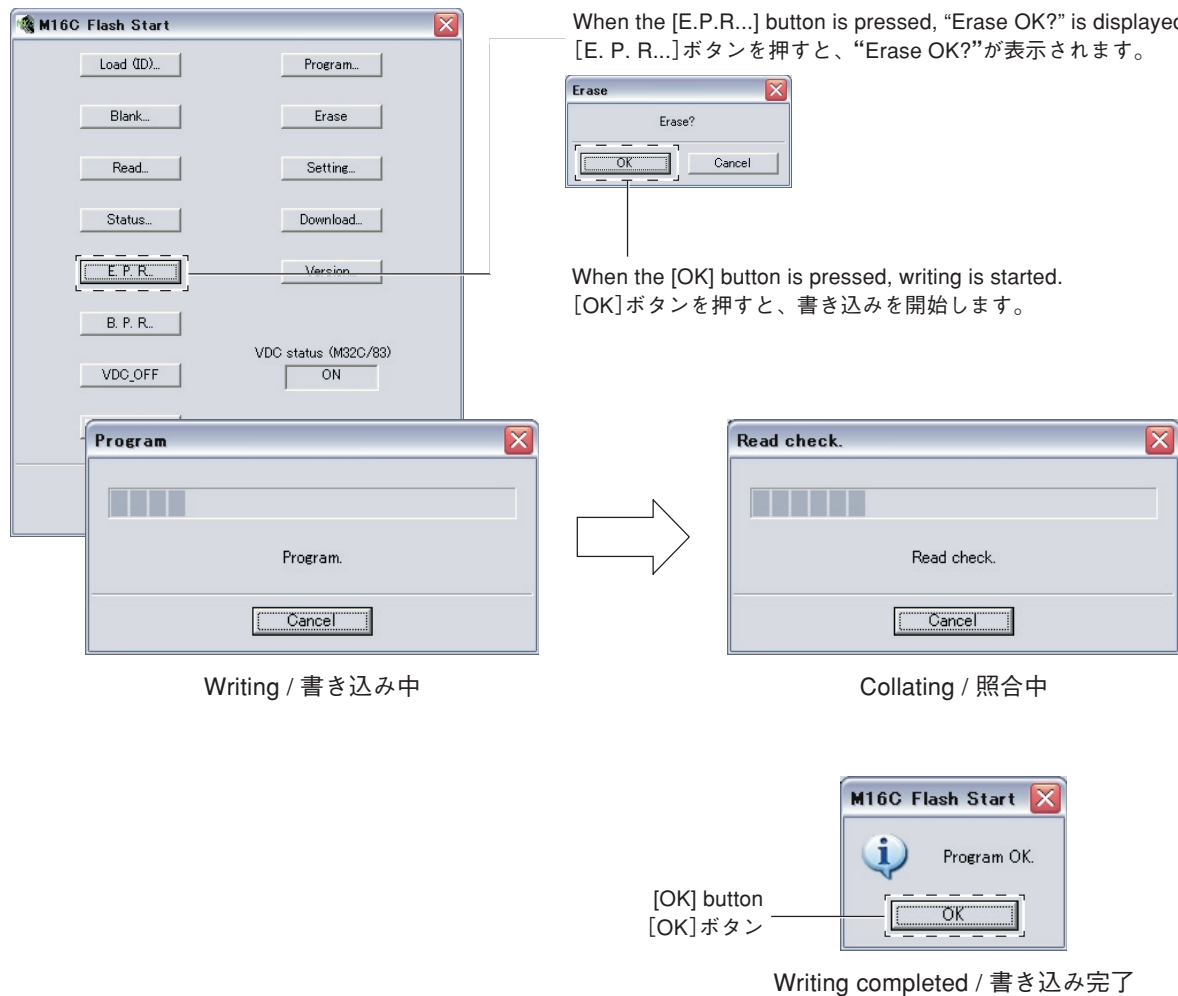 M16C Flash Start
Load (ID)...
Program...
Blank...
Erase
Read...
Setting...
Status...
Download...
E. P. R...
Version...
B. P. R...
VDC_OFF
VDC status (M32C/83)
ON
When the [E.P.R...] button is pressed, “Erase OK?” is displayed
［E. P. R...］ボタンを押すと、“Erase OK?”が表示されます。
Erase
Erase?
OK
Cancel
When the [OK] button is pressed, writing is started.
［OK］ボタンを押すと、書き込みを開始します。
Program
Program.
Cancel
Writing / 書き込み中
Read check.
Read check.
Cancel
Collating / 照合中
M16C Flash Start
Program OK.
OK
[OK] button
［OK］ボタン
Writing completed / 書き込み完了